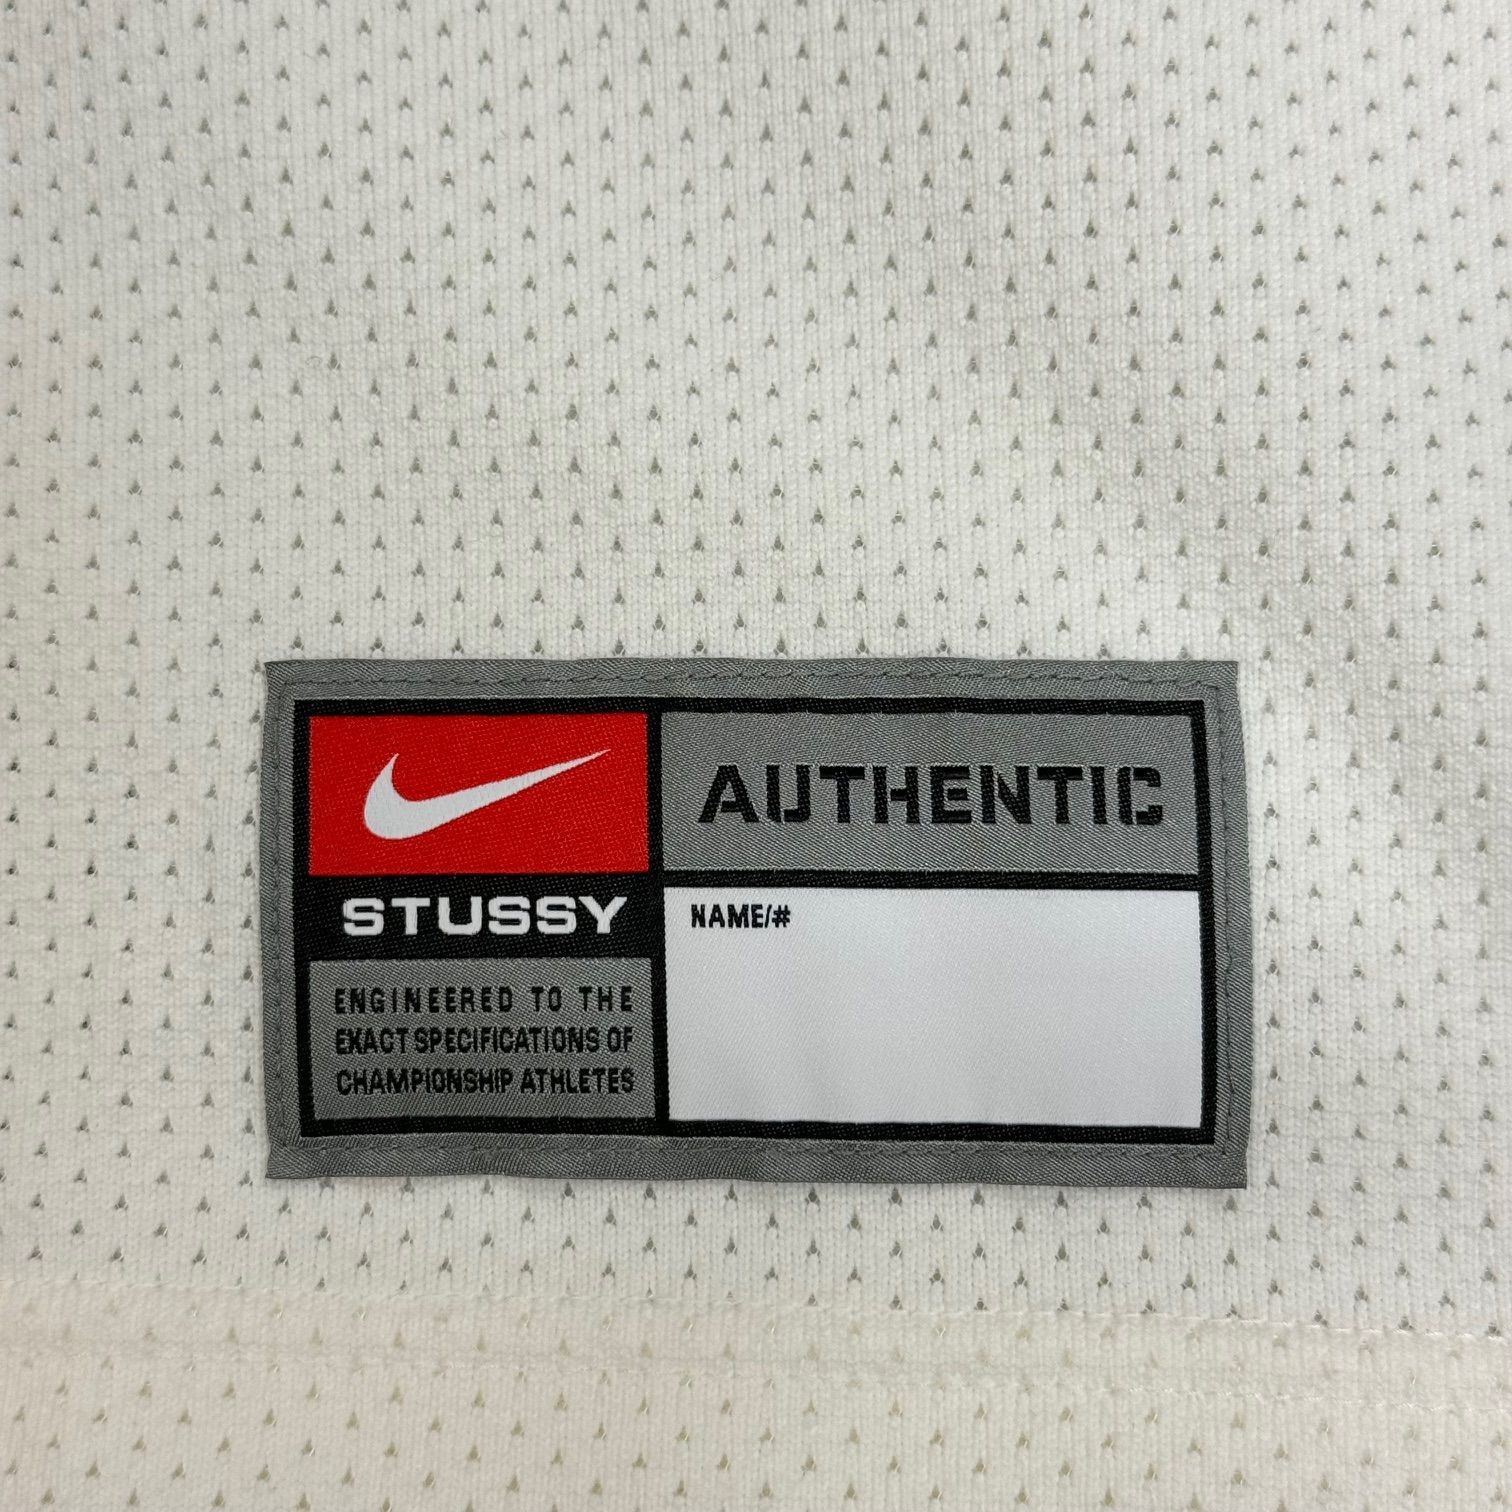 AUTHENTIC
STUSSY
NAME/#
ENGINEERED TO THE
EXACT SPECIFICATIONS OF
CHAMPIONSHIP ATHLETES